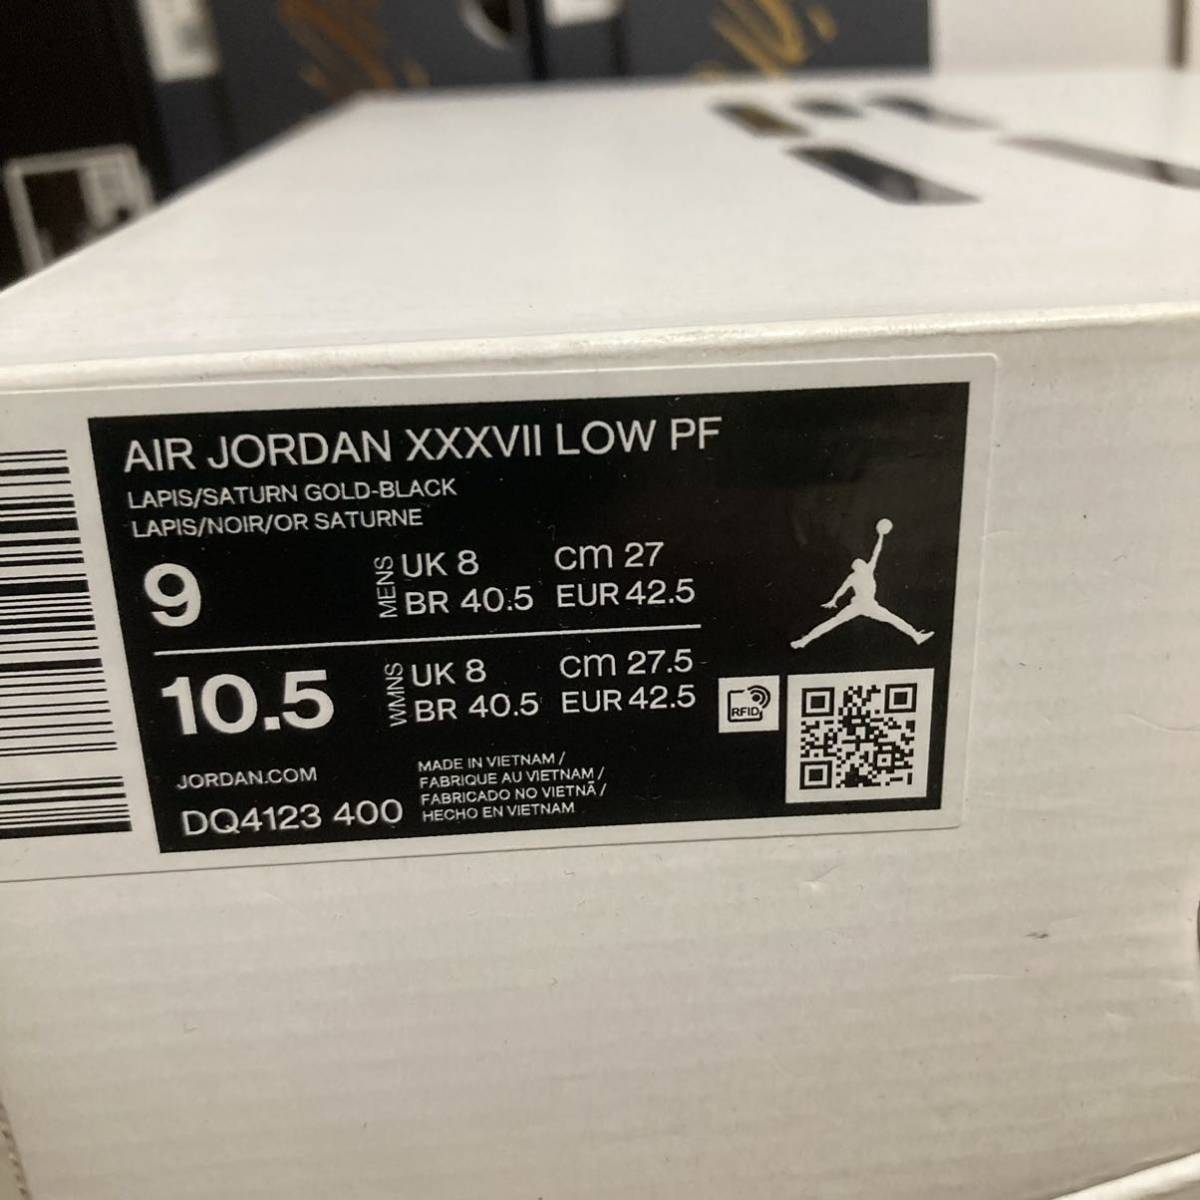 AIR JORDAN XXXVII LOW PF
LAPIS/SATURN GOLD-BLACK
LAPIS/NOIR/OR SATURNE
9 MENS UK 8 cm 27
BR 40.5 EUR 42.5
10.5 WMNS UK 8 cm 27.5
BR 40.5 EUR 42.5
RFID
JORDAN.COM
DQ4123 400
MADE IN VIETNAM /
FABRIQUE AU VIETNAM /
FABRICADO NO VIETNÃ /
HECHO EN VIETNAM